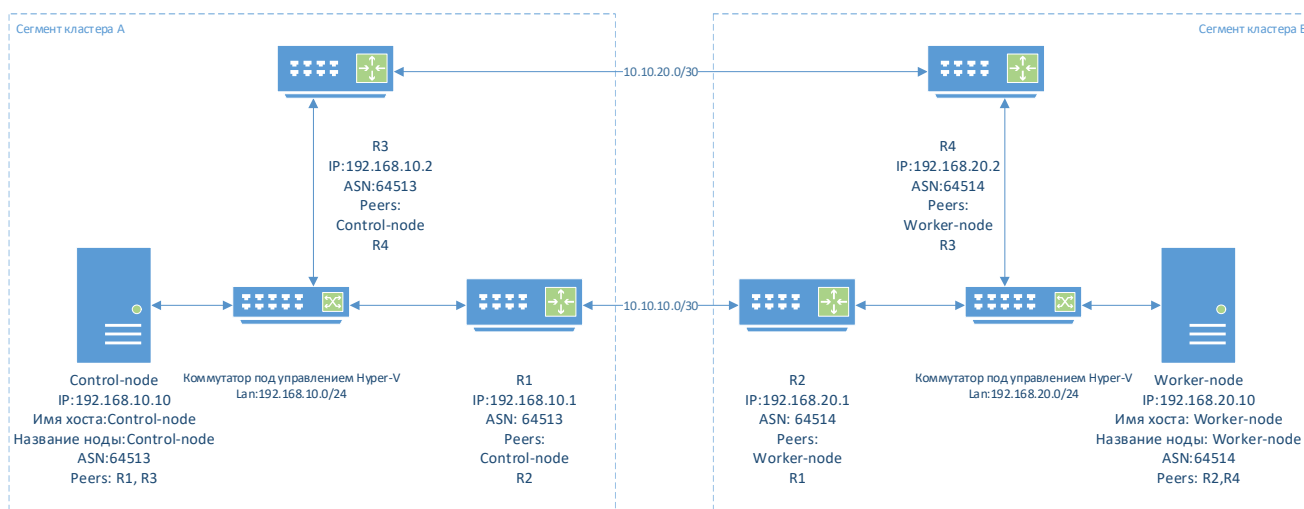 Сегмент кластера А
Сегмент кластера
10.10.20.0/30
R3
IP:192.168.10.2
ASN:64513
Peers:
Control-node
R4
R4
IP:192.168.20.2
ASN:64514
Peers:
Worker-node
R3
10.10.10.0/30
Control-node
IP:192.168.10.10
Имя хоста:Control-node
Название ноды:Control-node
ASN:64513
Peers: R1, R3
Коммутатор под управлением Hyper-V
Lan:192.168.10.0/24
R1
IP:192.168.10.1
ASN: 64513
Peers:
Control-node
R2
R2
IP:192.168.20.1
ASN: 64514
Peers:
Worker-node
R1
Коммутатор под управлением Hyper-V
Lan:192.168.20.0/24
Worker-node
IP:192.168.20.10
Имя хоста: Worker-node
Название ноды: Worker-node
ASN:64514
Peers: R2,R4